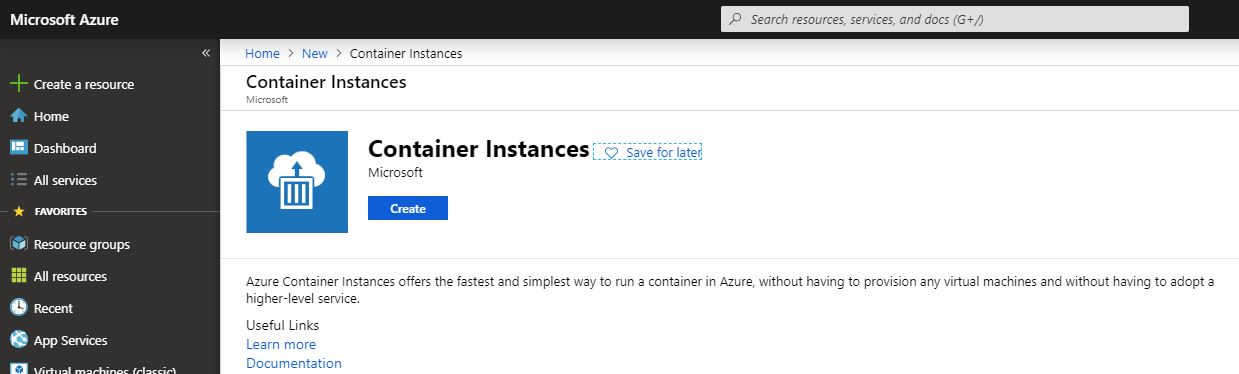 Microsoft Azure
Search resources, services, and docs (G+/)
«
Create a resource
Home
Dashboard
All services
FAVORITES
Resource groups
All resources
Recent
App Services
Virtual machines (classic)
Home > New > Container Instances
Container Instances
Microsoft
Container Instances
Save for later
Microsoft
Create
Azure Container Instances offers the fastest and simplest way to run a container in Azure, without having to provision any virtual machines and without having to adopt a
higher-level service.
Useful Links
Learn more
Documentation